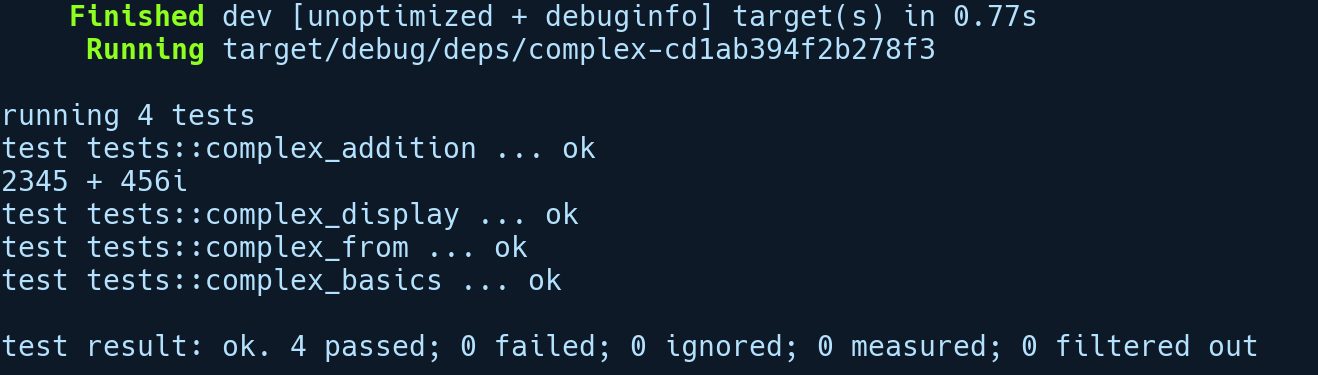 Finished dev [unoptimized + debuginfo] target(s) in 0.77s
Running target/debug/deps/complex-cd1ab394f2b278f3
running 4 tests
test tests::complex_addition ... ok
2345 + 456i
test tests::complex_display ... ok
test tests::complex_from ... ok
test tests::complex_basics ... ok
test result: ok. 4 passed; 0 failed; 0 ignored; 0 measured; 0 filtered out